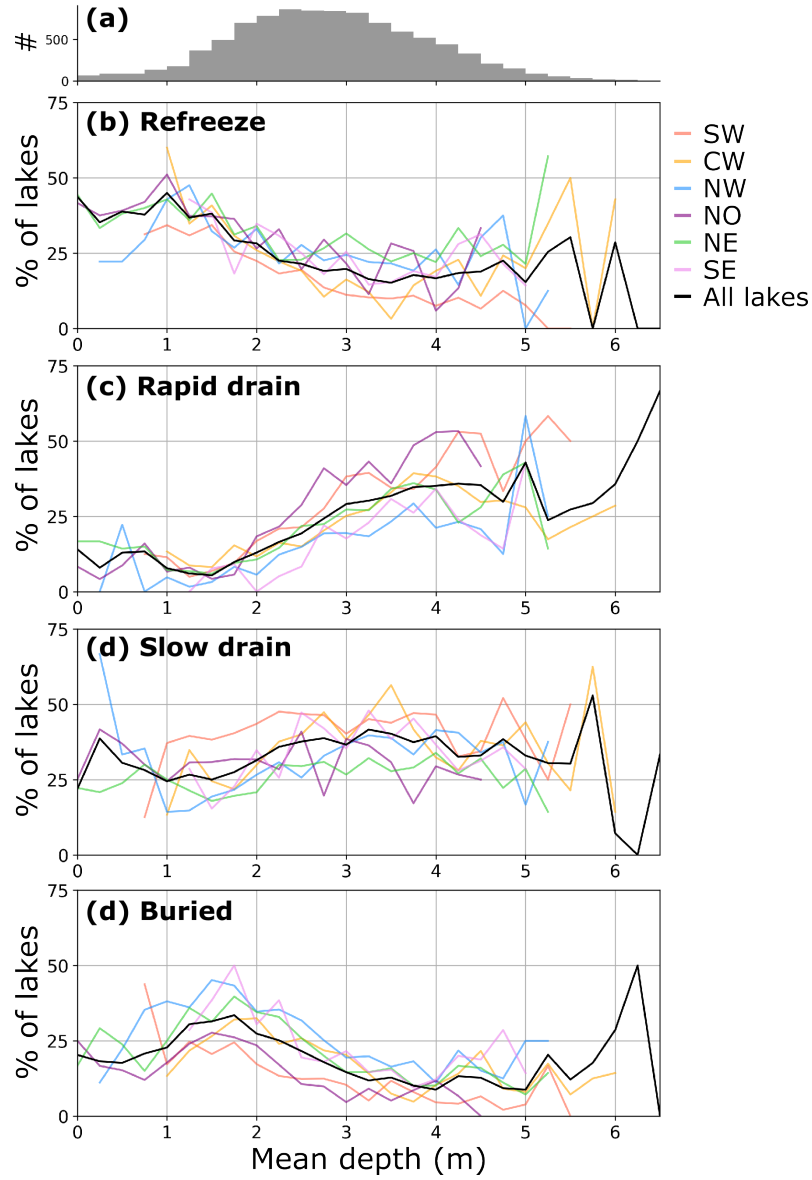 (a)
#
500
0
(b) Refreeze
% of lakes
75
50
25
0
0 1 2 3 4 5 6
SW
CW
NW
NO
NE
SE
All lakes
(c) Rapid drain
% of lakes
75
50
25
0
0 1 2 3 4 5 6
(d) Slow drain
% of lakes
75
50
25
0
0 1 2 3 4 5 6
(d) Buried
% of lakes
75
50
25
0
0 1 2 3 4 5 6
Mean depth (m)